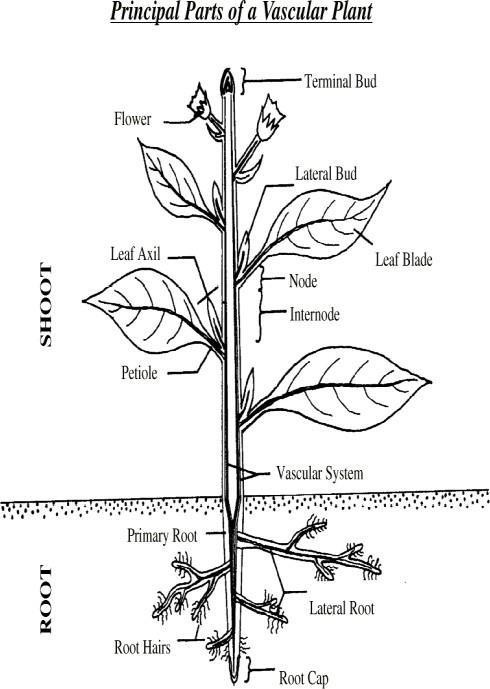 Principal Parts of a Vascular Plant
Terminal Bud
Flower
Lateral Bud
Leaf Axil
Leaf Blade
Node
SHOOT
Internode
Petiole
Vascular System
Primary Root
ROOT
Lateral Root
Root Hairs
Root Cap